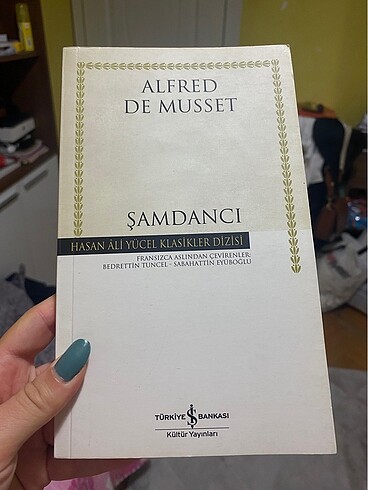 ALFRED
DE MUSSET
ŞAMDANCI
HASAN ÂLİ YÜCEL KLASİKLER DİZİSİ
FRANSIZCA ASLINDAN ÇEVİRENLER:
BEDRETTİN TUNCEL - SABAHATTİN EYÜBOĞLU
TÜRKİYE İŞ BANKASI
Kültür Yayınları